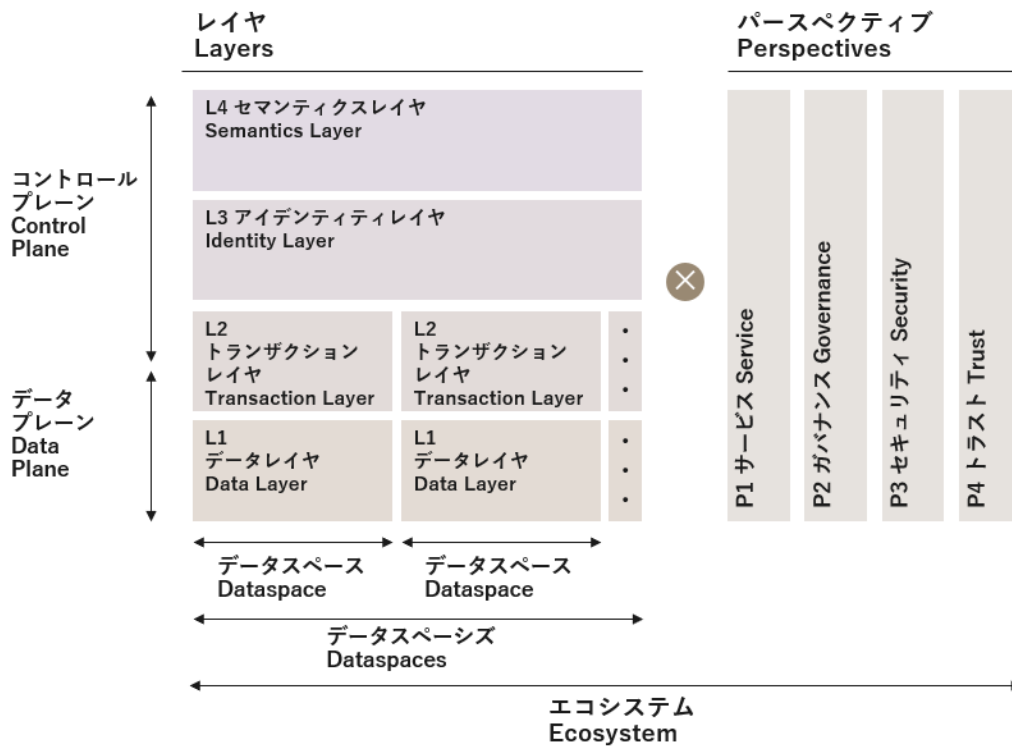 レイヤ
Layers
パースペクティブ
Perspectives
コントロール
プレーン
Control
Plane
データ
プレーン
Data
Plane
L4 セマンティクスレイヤ
Semantics Layer
L3 アイデンティティレイヤ
Identity Layer
L2
トランザクション
レイヤ
Transaction Layer
L2
トランザクション
レイヤ
Transaction Layer
L1
データレイヤ
Data Layer
L1
データレイヤ
Data Layer
P1 サービス Service
P2 ガバナンス Governance
P3 セキュリティ Security
P4 トラスト Trust
データスペース
Dataspace
データスペース
Dataspace
データスペーシズ
Dataspaces
エコシステム
Ecosystem